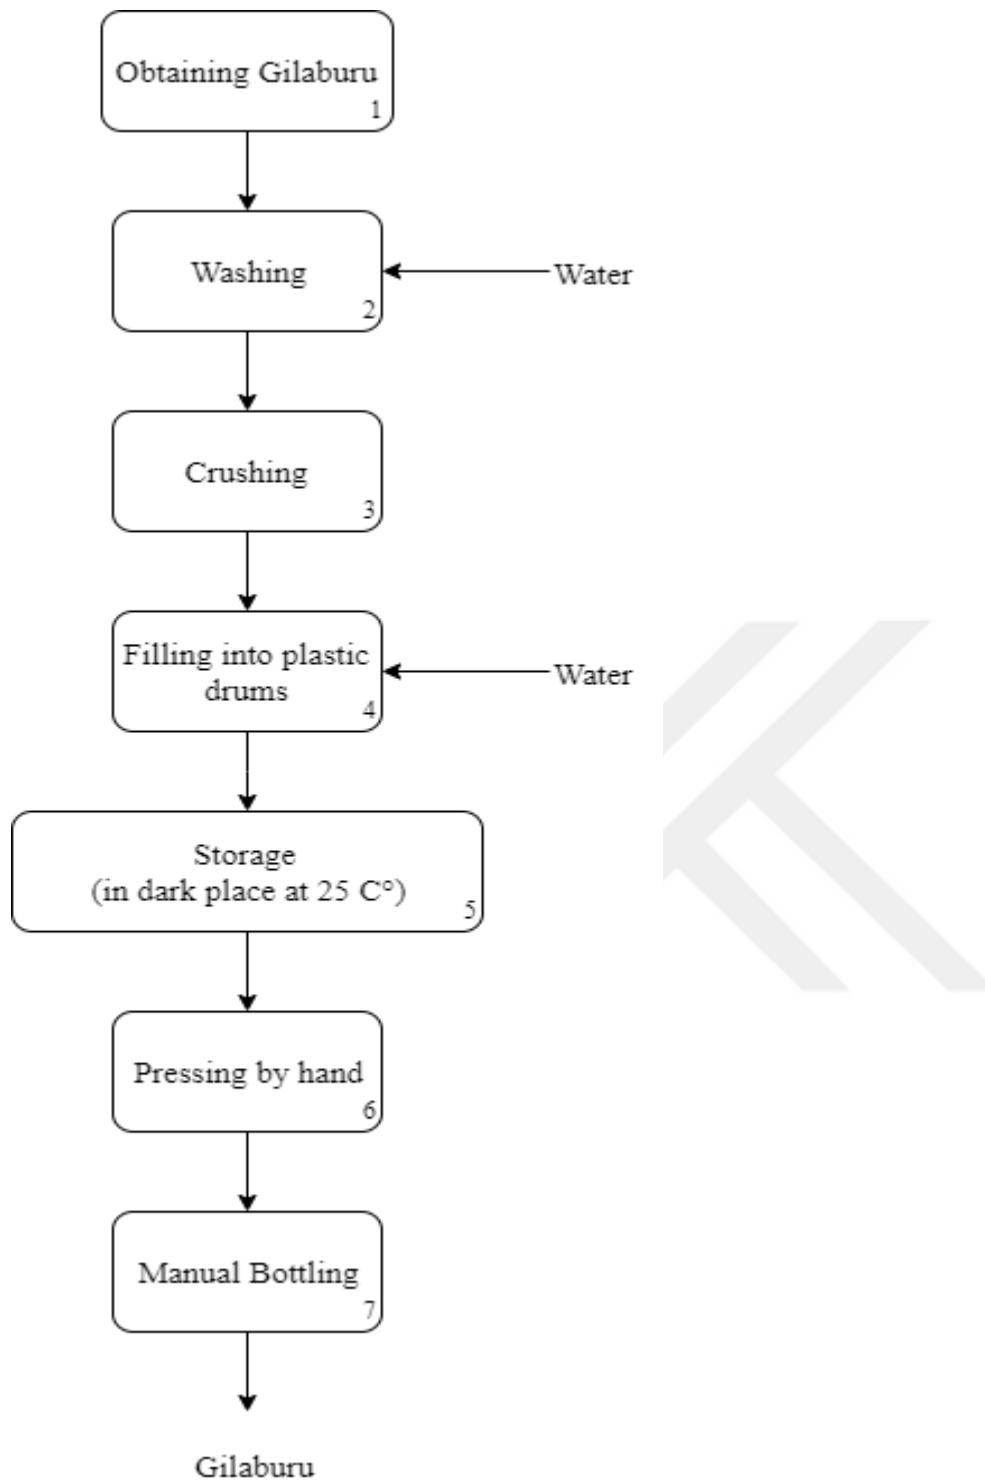 Obtaining Gilaburu
1
Washing
2
Water
Crushing
3
Filling into plastic
drums
4
Water
Storage
(in dark place at 25 C°)
5
Pressing by hand
6
Manual Bottling
7
Gilaburu